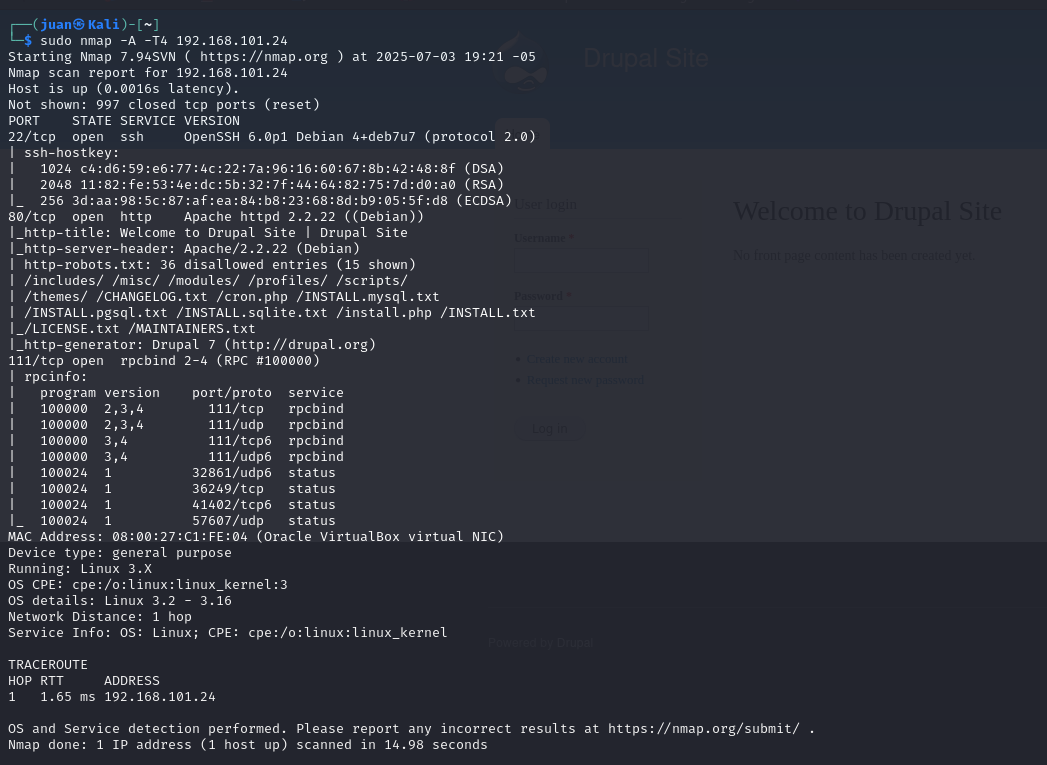 ┌──(juan㉿Kali)-[~]
└─$ sudo nmap -A -T4 192.168.101.24
Starting Nmap 7.94SVN ( https://nmap.org ) at 2025-07-03 19:21 -05
Nmap scan report for 192.168.101.24
Host is up (0.0016s latency).
Not shown: 997 closed tcp ports (reset)
PORT    STATE SERVICE VERSION
22/tcp  open  ssh     OpenSSH 6.0p1 Debian 4+deb7u7 (protocol 2.0)
| ssh-hostkey:
|   1024 c4:d6:59:e6:77:4c:22:7a:96:16:60:67:8b:42:48:8f (DSA)
|   2048 11:82:fe:53:4e:dc:5b:32:7f:44:64:82:75:7d:d0:a0 (RSA)
|_  256 3d:aa:98:5c:87:af:ea:84:b8:23:68:8d:b9:05:5f:d8 (ECDSA)
80/tcp  open  http    Apache httpd 2.2.22 ((Debian))
|_http-title: Welcome to Drupal Site | Drupal Site
|_http-server-header: Apache/2.2.22 (Debian)
| http-robots.txt: 36 disallowed entries (15 shown)
| /includes/ /misc/ /modules/ /profiles/ /scripts/
| /themes/ /CHANGELOG.txt /cron.php /INSTALL.mysql.txt
| /INSTALL.pgsql.txt /INSTALL.sqlite.txt /install.php /INSTALL.txt
|_/LICENSE.txt /MAINTAINERS.txt
|_http-generator: Drupal 7 (http://drupal.org)
111/tcp open  rpcbind 2-4 (RPC #100000)
| rpcinfo:
|   program version    port/proto  service
|   100000  2,3,4        111/tcp   rpcbind
|   100000  2,3,4        111/udp   rpcbind
|   100000  3,4          111/tcp6  rpcbind
|   100000  3,4          111/udp6  rpcbind
|   100024  1          32861/udp6  status
|   100024  1          36249/tcp   status
|   100024  1          41402/tcp6  status
|_  100024  1          57607/udp   status
MAC Address: 08:00:27:C1:FE:04 (Oracle VirtualBox virtual NIC)
Device type: general purpose
Running: Linux 3.X
OS CPE: cpe:/o:linux:linux_kernel:3
OS details: Linux 3.2 - 3.16
Network Distance: 1 hop
Service Info: OS: Linux; CPE: cpe:/o:linux:linux_kernel

TRACEROUTE
HOP RTT     ADDRESS
1   1.65 ms 192.168.101.24

OS and Service detection performed. Please report any incorrect results at https://nmap.org/submit/ .
Nmap done: 1 IP address (1 host up) scanned in 14.98 seconds
Drupal Site
User login
Username *
Password *
Create new account
Request new password
Log in
Welcome to Drupal Site
No front page content has been created yet.
Powered by Drupal